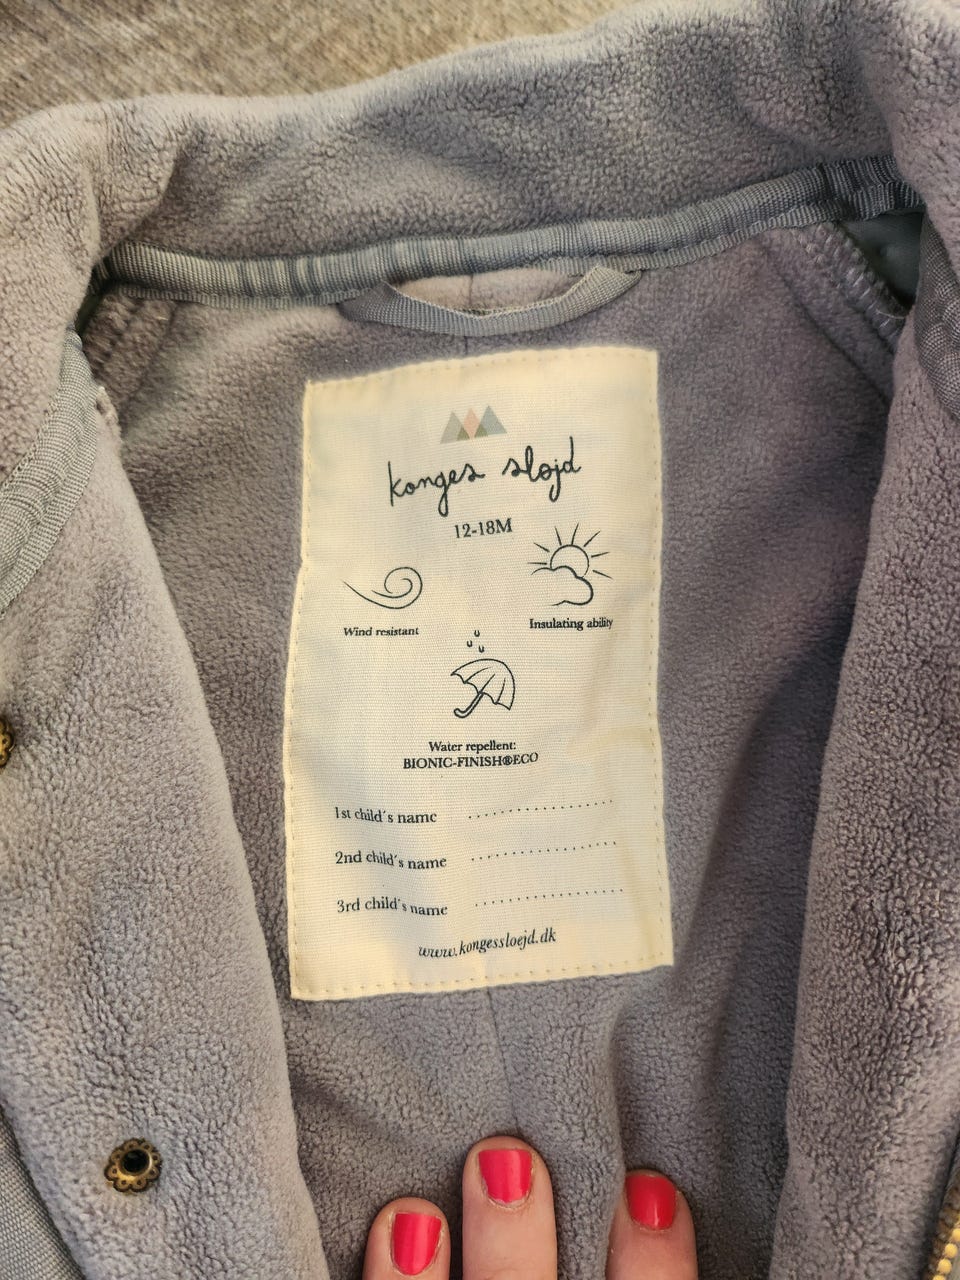 konges sløjd
12-18M
Wind resistant
Insulating ability
Water repellent:
BIONIC-FINISH®ECO
1st child´s name ....................
2nd child´s name ....................
3rd child´s name ....................
www.kongessloejd.dk